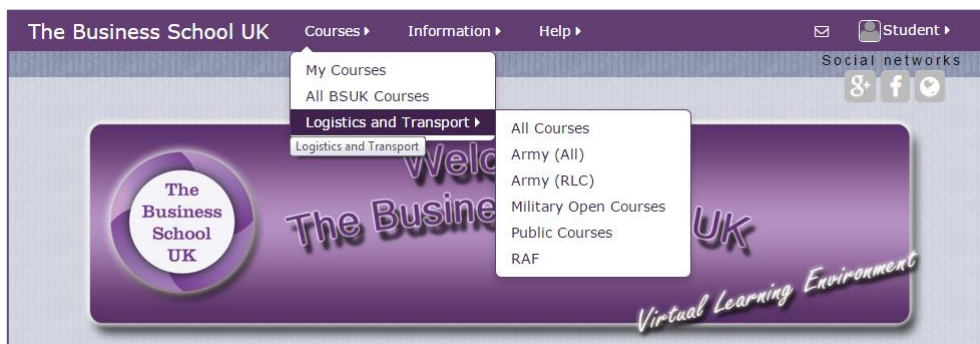 The Business School UK Courses Information Help Student
Social networks
My Courses
All BSUK Courses
Logistics and Transport
Logistics and Transport
All Courses
Army (All)
Army (RLC)
Military Open Courses
Public Courses
RAF
The
Business
School
UK
Welc
The Busine UK
Virtual Learning Environment